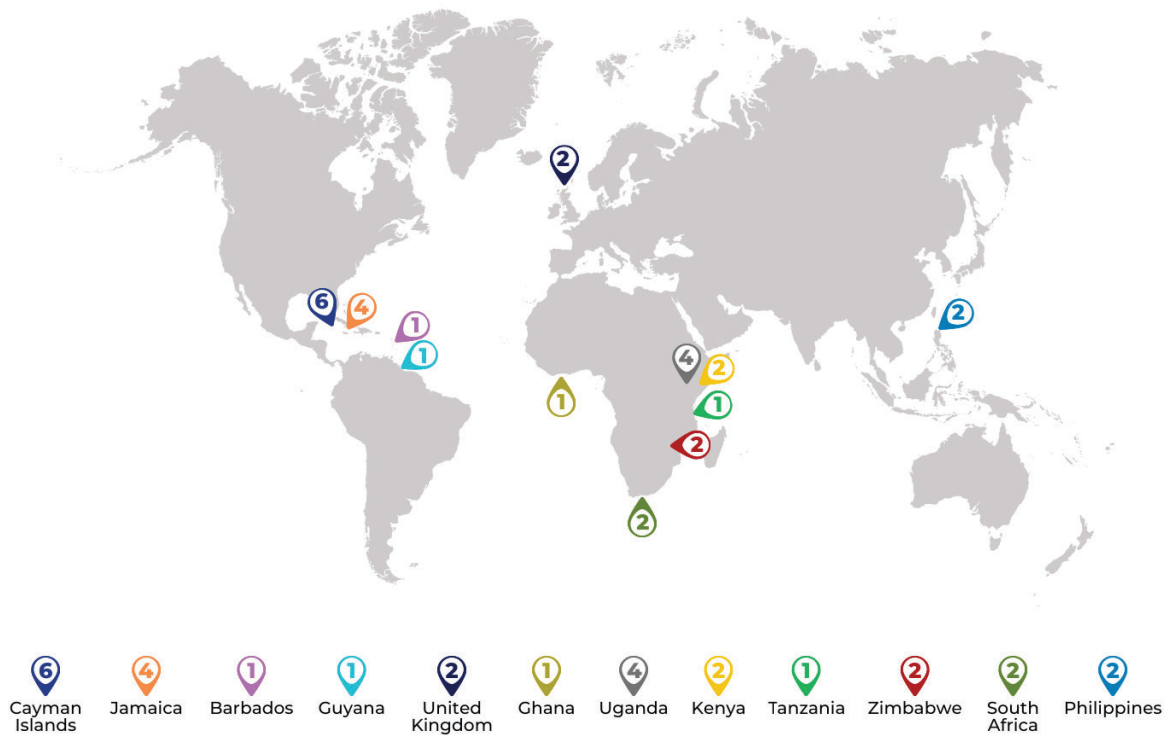 2
6
4
1
1
4
2
2
1
1
2
2
6 4 1 1 2 1 4 2 1 2 2 2
Cayman Islands
Jamaica
Barbados
Guyana
United Kingdom
Ghana
Uganda
Kenya
Tanzania
Zimbabwe
South Africa
Philippines